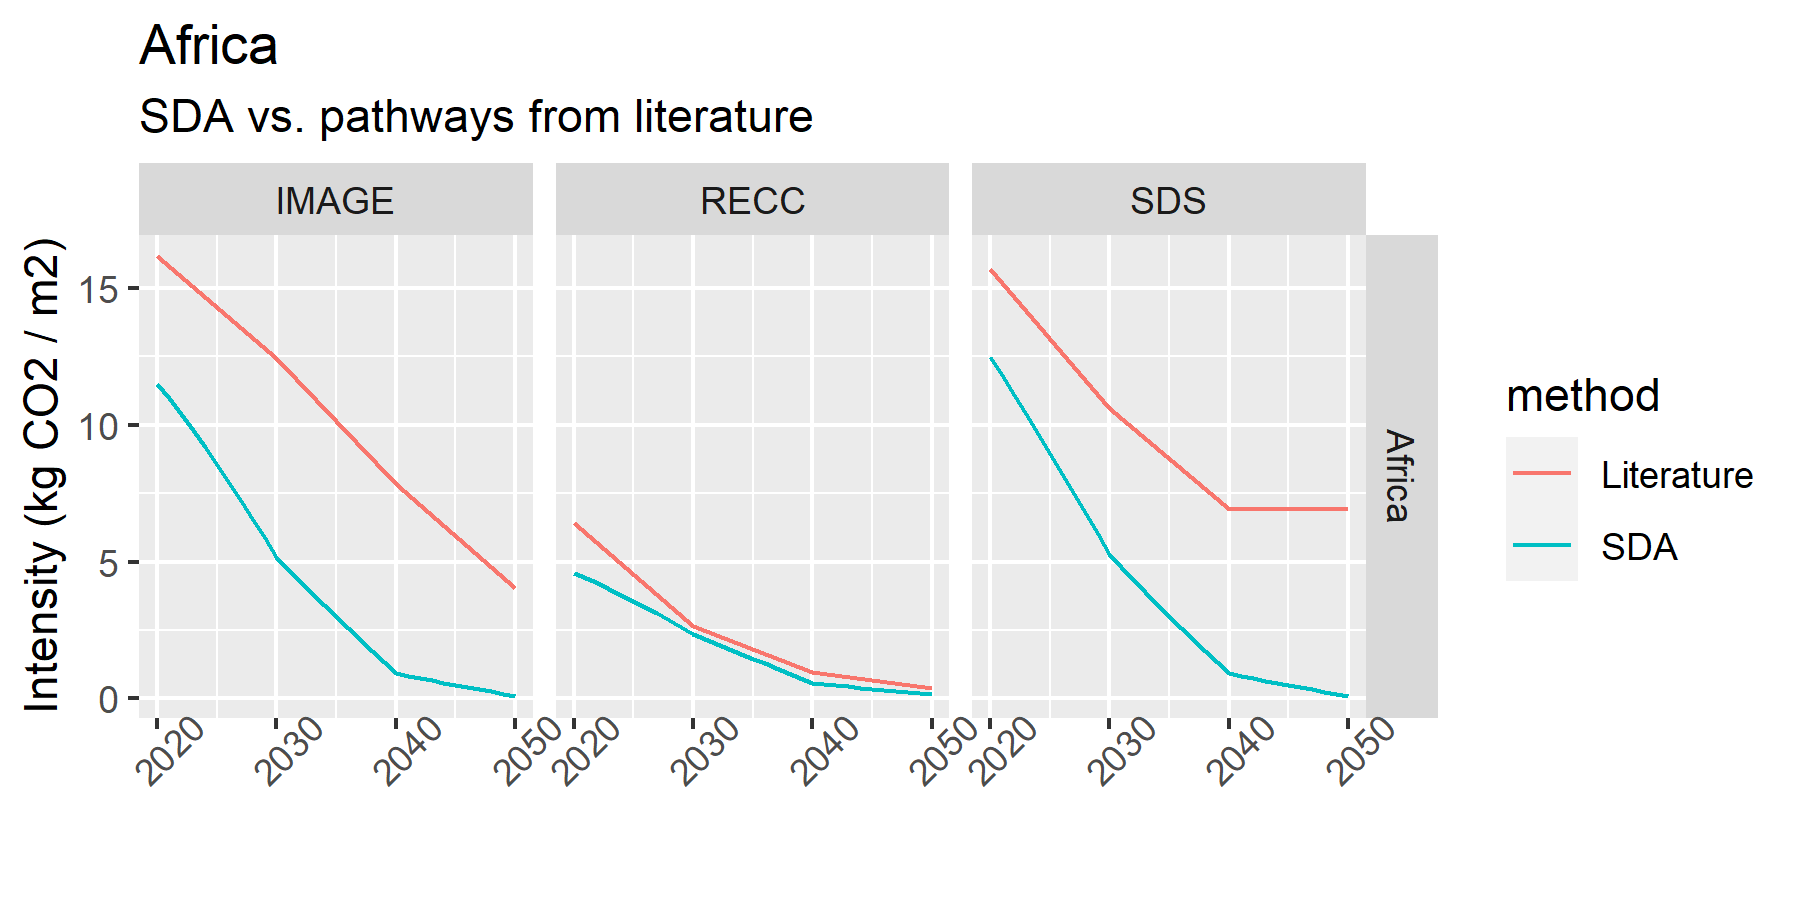 Africa
SDA vs. pathways from literature
IMAGE
RECC
SDS
Intensity (kg CO2 / m2)
15
10
5
0
2020 2030 2040 2050
2020 2030 2040 2050
2020 2030 2040 2050
Africa
method
Literature
SDA